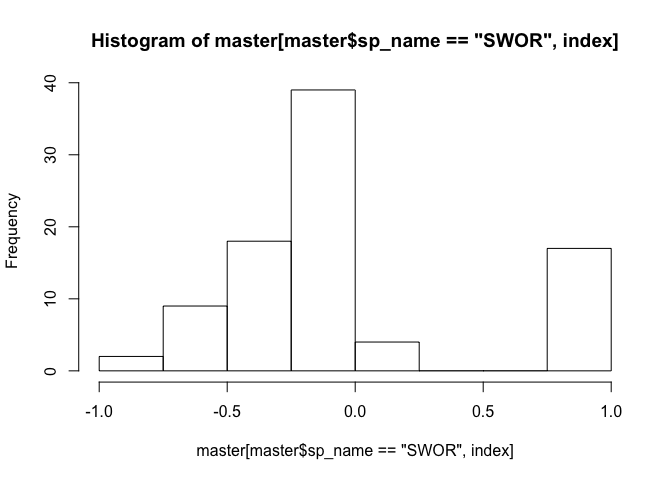 Histogram of master[master$sp_name == "SWOR", index]
Frequency
40
30
20
10
0
-1.0 -0.5 0.0 0.5 1.0
master[master$sp_name == "SWOR", index]